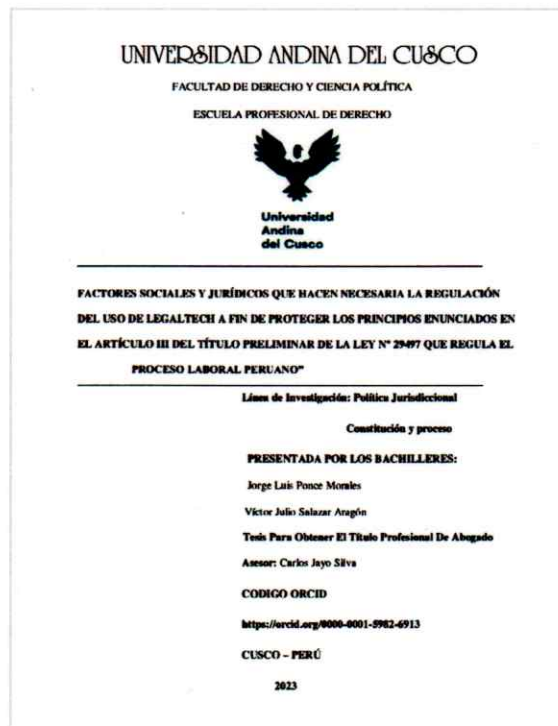 UNIVERSIDAD ANDINA DEL CUSCO
FACULTAD DE DERECHO Y CIENCIA POLÍTICA
ESCUELA PROFESIONAL DE DERECHO
Universidad
Andina
del Cusco
FACTORES SOCIALES Y JURÍDICOS QUE HACEN NECESARIA LA REGULACIÓN
DEL USO DE LEGALTECH A FIN DE PROTEGER LOS PRINCIPIOS ENUNCIADOS EN
EL ARTÍCULO III DEL TÍTULO PRELIMINAR DE LA LEY N° 29497 QUE REGULA EL
PROCESO LABORAL PERUANO"
Línea de Investigación: Política Jurisdiccional
Constitución y proceso
PRESENTADA POR LOS BACHILLERES:
Jorge Luis Ponce Morales
Víctor Julio Salazar Aragón
Tesis Para Obtener El Título Profesional De Abogado
Asesor: Carlos Jayo Silva
CODIGO ORCID
https://orcid.org/0000-0001-5982-6913
CUSCO – PERÚ
2023